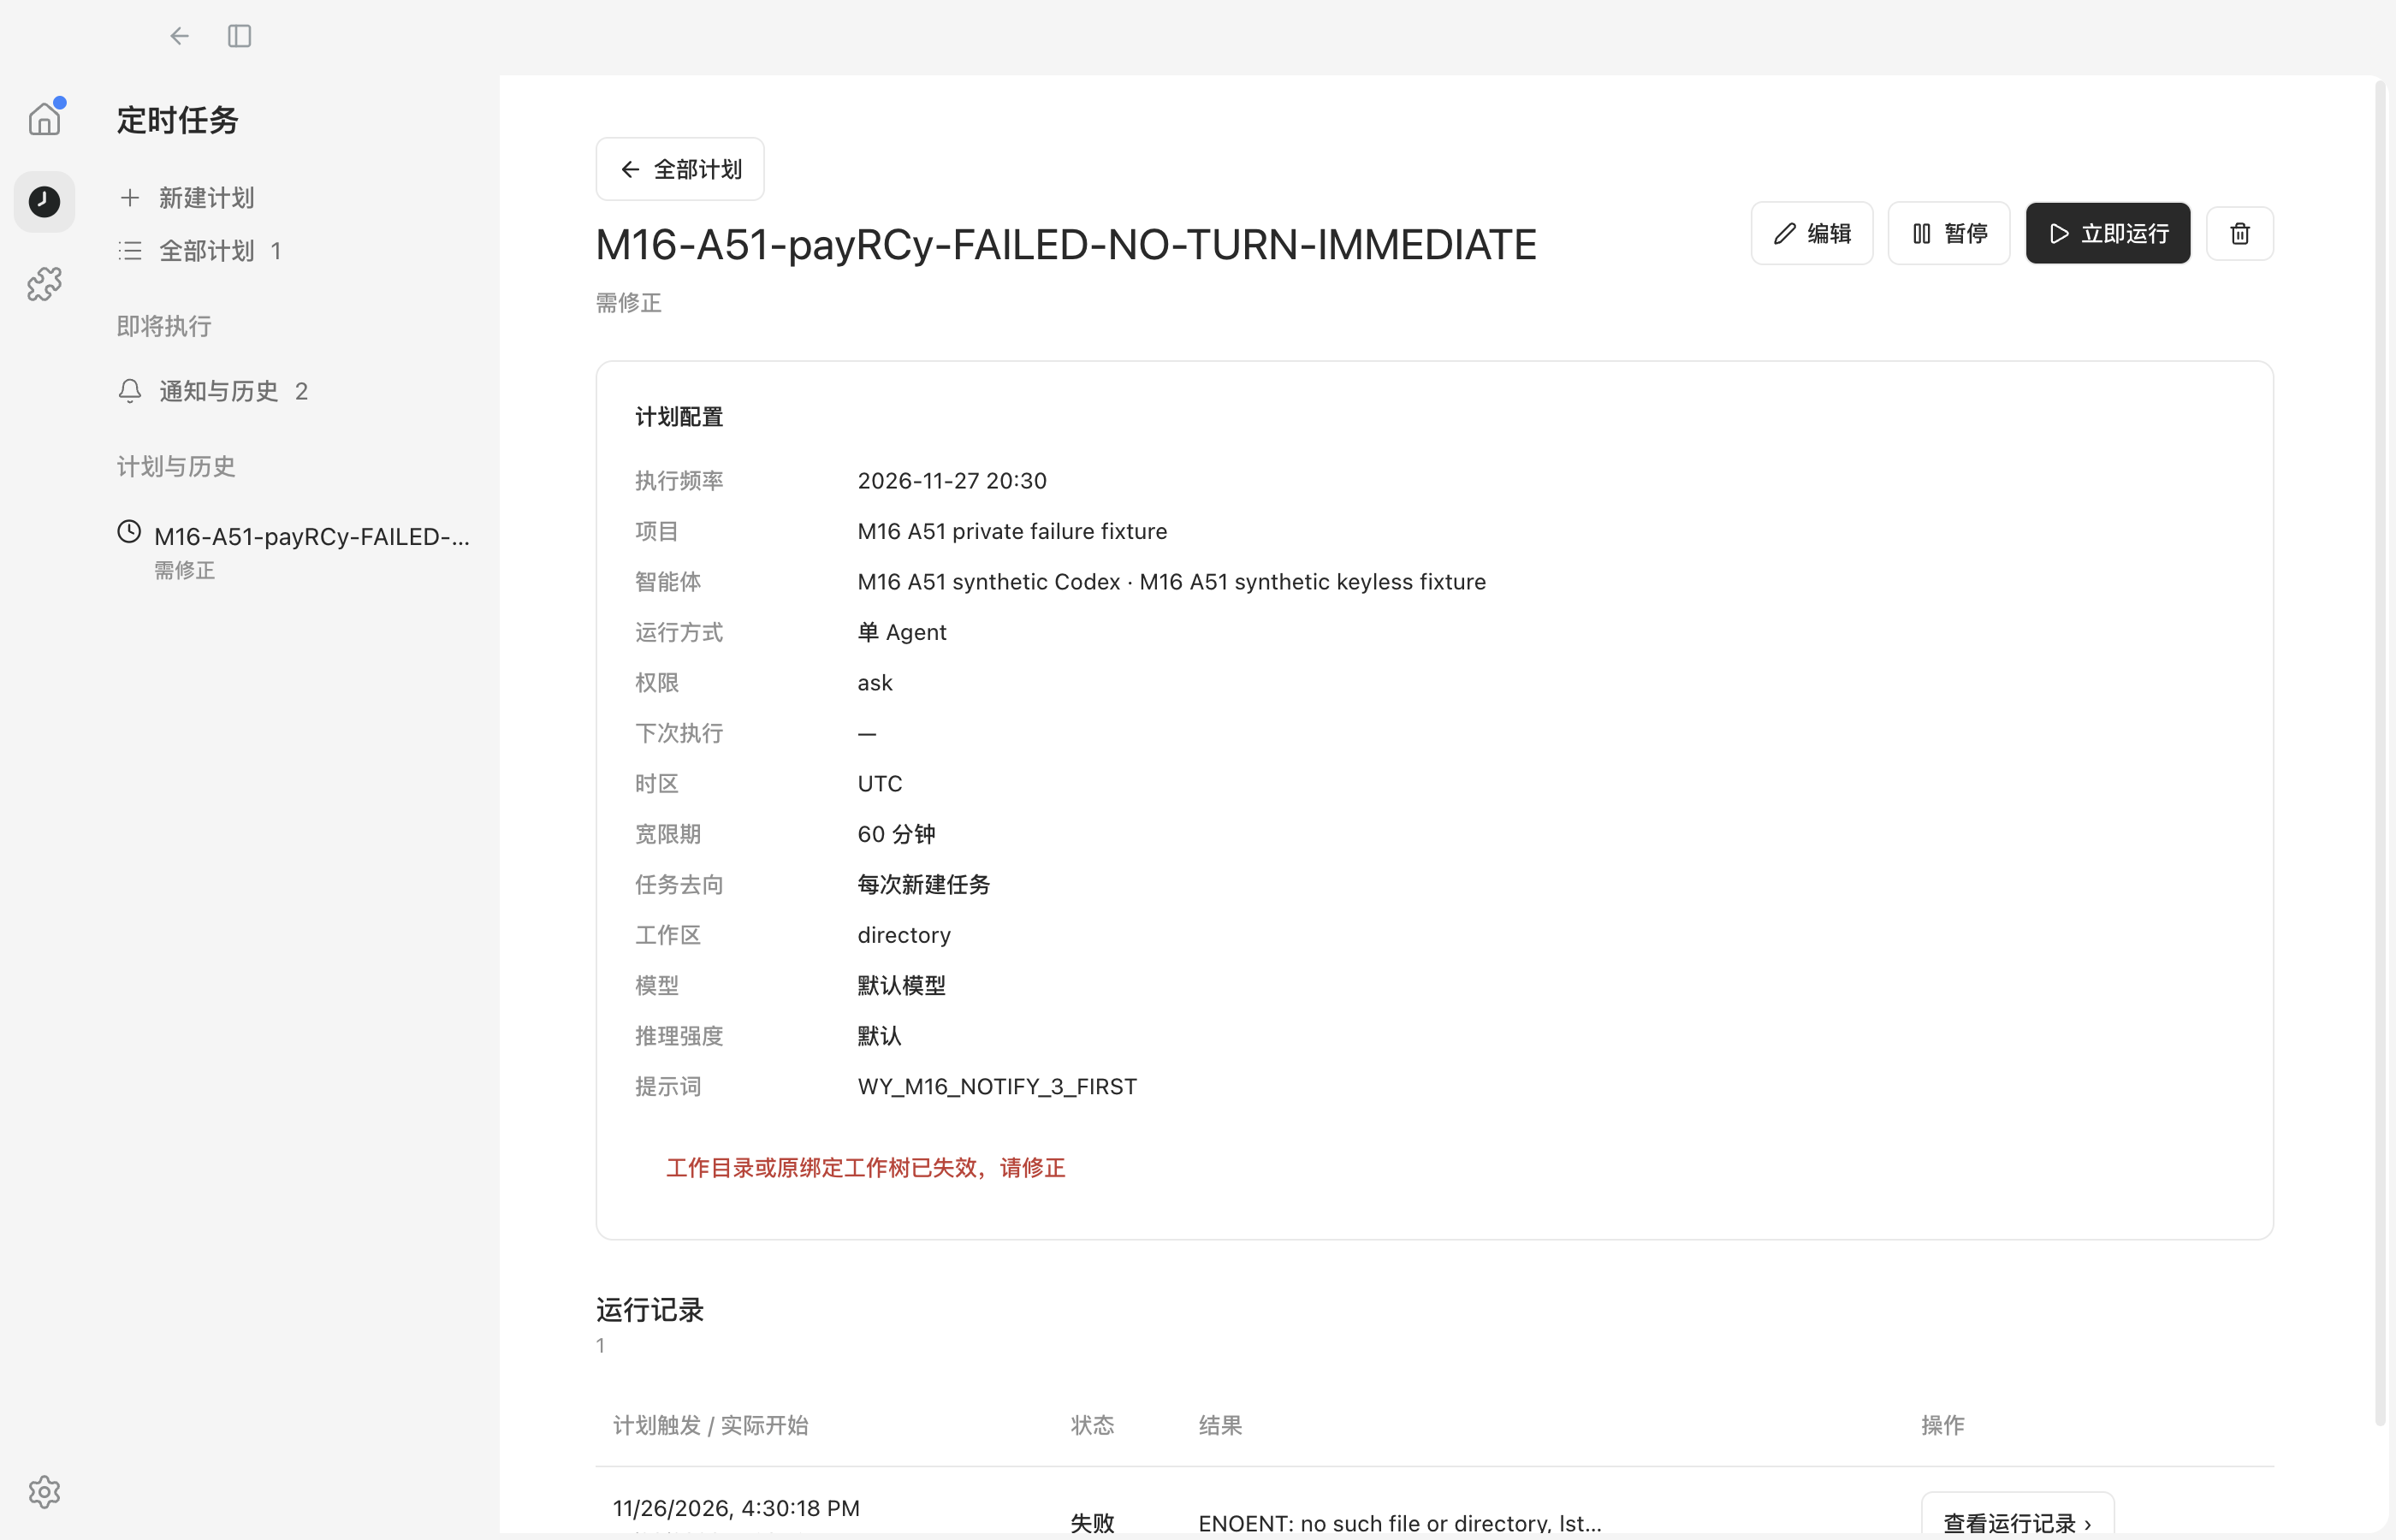 定时任务
新建计划
全部计划 1
即将执行
通知与历史 2
计划与历史
M16-A51-payRCy-FAILED-...
需修正
全部计划
M16-A51-payRCy-FAILED-NO-TURN-IMMEDIATE
需修正
编辑
暂停
立即运行
计划配置
执行频率 2026-11-27 20:30
项目 M16 A51 private failure fixture
智能体 M16 A51 synthetic Codex · M16 A51 synthetic keyless fixture
运行方式 单 Agent
权限 ask
下次执行 —
时区 UTC
宽限期 60 分钟
任务去向 每次新建任务
工作区 directory
模型 默认模型
推理强度 默认
提示词 WY_M16_NOTIFY_3_FIRST
工作目录或原绑定工作树已失效，请修正
运行记录
1
计划触发 / 实际开始 状态 结果 操作
11/26/2026, 4:30:18 PM 失败 ENOENT: no such file or directory, lst... 查看运行记录 ›